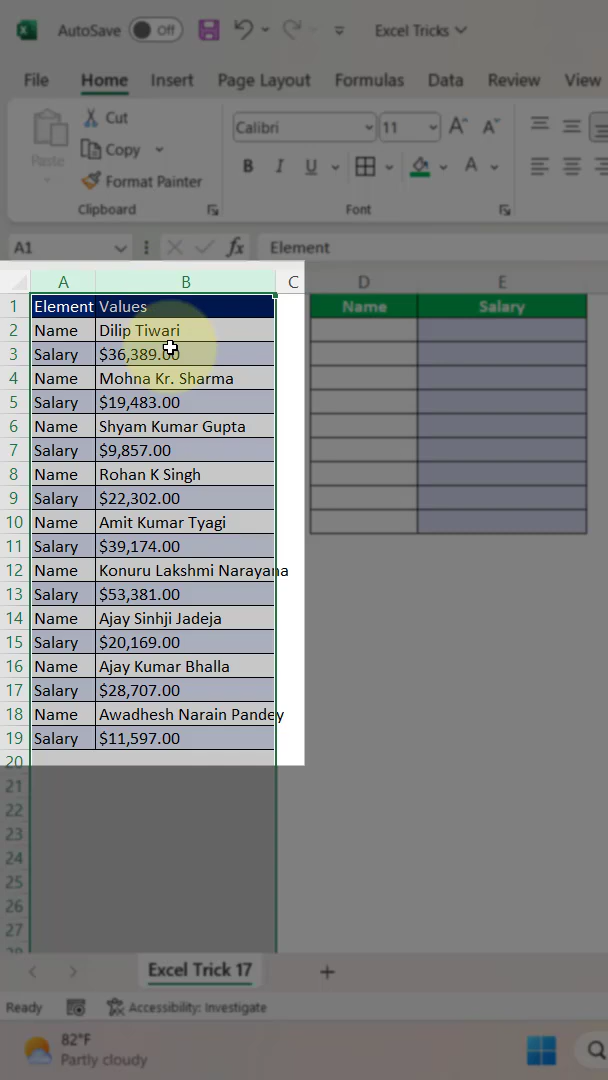 AutoSave Off Excel Tricks
File Home Insert Page Layout Formulas Data Review View
Paste
Cut
Copy
Format Painter
Clipboard
Calibri 11
B I U A
Font
A1 fx Element
A B C D E
1 Element Values Name Salary
2 Name Dilip Tiwari
3 Salary $36,389.00
4 Name Mohna Kr. Sharma
5 Salary $19,483.00
6 Name Shyam Kumar Gupta
7 Salary $9,857.00
8 Name Rohan K Singh
9 Salary $22,302.00
10 Name Amit Kumar Tyagi
11 Salary $39,174.00
12 Name Konuru Lakshmi Narayana
13 Salary $53,381.00
14 Name Ajay Sinhji Jadeja
15 Salary $20,169.00
16 Name Ajay Kumar Bhalla
17 Salary $28,707.00
18 Name Awadhesh Narain Pandey
19 Salary $11,597.00
20
21
22
23
24
25
26
27
28
Excel Trick 17
Ready Accessibility: Investigate
82°F
Partly cloudy